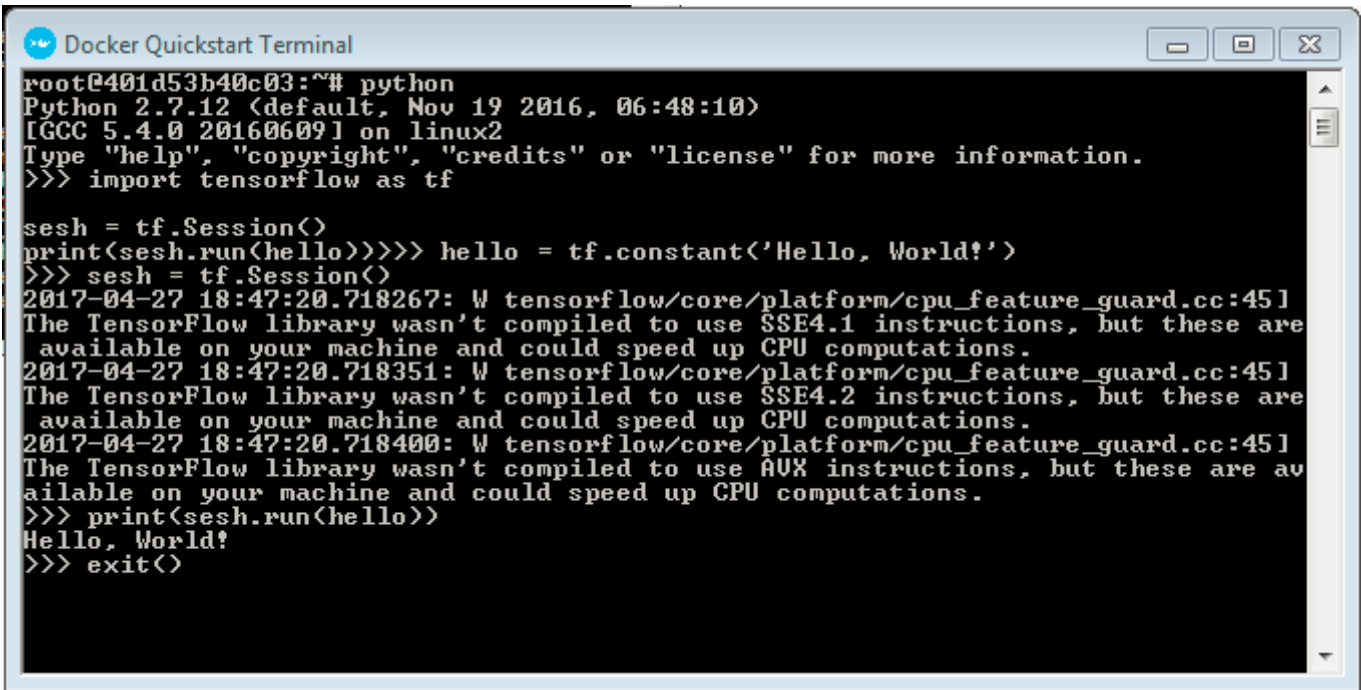 Docker Quickstart Terminal
root@401d53b40c03:~# python
Python 2.7.12 (default, Nov 19 2016, 06:48:10)
[GCC 5.4.0 20160609] on linux2
Type "help", "copyright", "credits" or "license" for more information.
>>> import tensorflow as tf
sesh = tf.Session()
print(sesh.run(hello))>>>> hello = tf.constant('Hello, World!')
>>> sesh = tf.Session()
2017-04-27 18:47:20.718267: W tensorflow/core/platform/cpu_feature_guard.cc:45]
The TensorFlow library wasn't compiled to use SSE4.1 instructions, but these are
 available on your machine and could speed up CPU computations.
2017-04-27 18:47:20.718351: W tensorflow/core/platform/cpu_feature_guard.cc:45]
The TensorFlow library wasn't compiled to use SSE4.2 instructions, but these are
 available on your machine and could speed up CPU computations.
2017-04-27 18:47:20.718400: W tensorflow/core/platform/cpu_feature_guard.cc:45]
The TensorFlow library wasn't compiled to use AVX instructions, but these are av
ailable on your machine and could speed up CPU computations.
>>> print(sesh.run(hello))
Hello, World!
>>> exit()